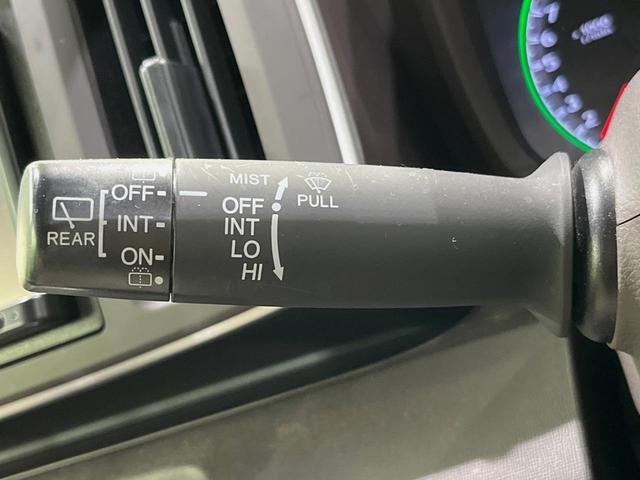 OFF
REAR
INT
ON
MIST
OFF
INT
LO
HI
PULL